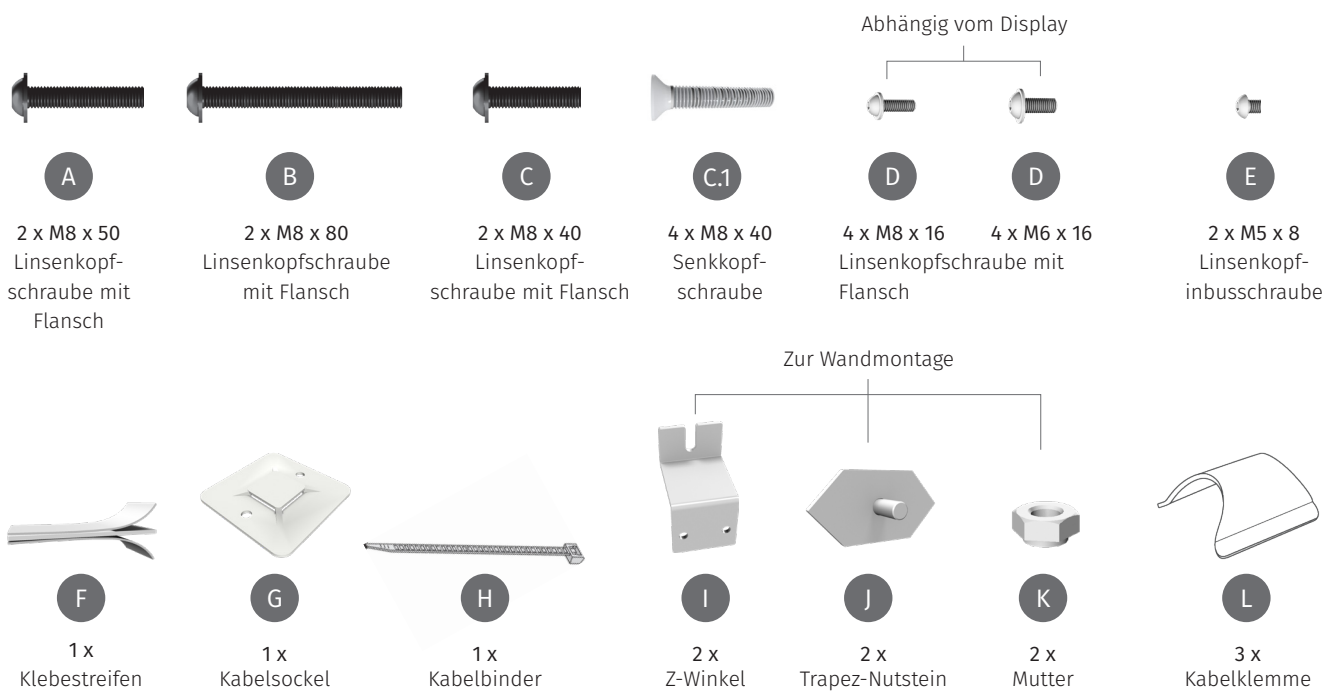 Abhängig vom Display
A
B
C
C.1
D
D
E
2 x M8 x 50
Linsenkopf-
schraube mit
Flansch
2 x M8 x 80
Linsenkopfschraube
mit Flansch
2 x M8 x 40
Linsenkopf-
schraube mit Flansch
4 x M8 x 40
Senkkopf-
schraube
4 x M8 x 16
4 x M6 x 16
Linsenkopfschraube mit
Flansch
2 x M5 x 8
Linsenkopf-
inbusschraube
Zur Wandmontage
F
G
H
I
J
K
L
1 x
Klebestreifen
1 x
Kabelsockel
1 x
Kabelbinder
2 x
Z-Winkel
2 x
Trapez-Nutstein
2 x
Mutter
3 x
Kabelklemme